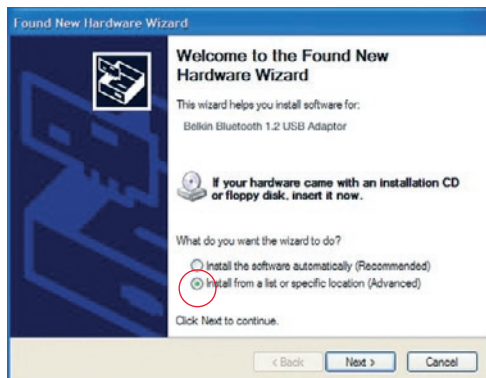 Found New Hardware Wizard
Welcome to the Found New
Hardware Wizard
This wizard helps you install software for:
Belkin Bluetooth 1.2 USB Adaptor
If your hardware came with an installation CD
or floppy disk, insert it now.
What do you want the wizard to do?
Install the software automatically (Recommended)
Install from a list or specific location (Advanced)
Click Next to continue.
< Back Next > Cancel